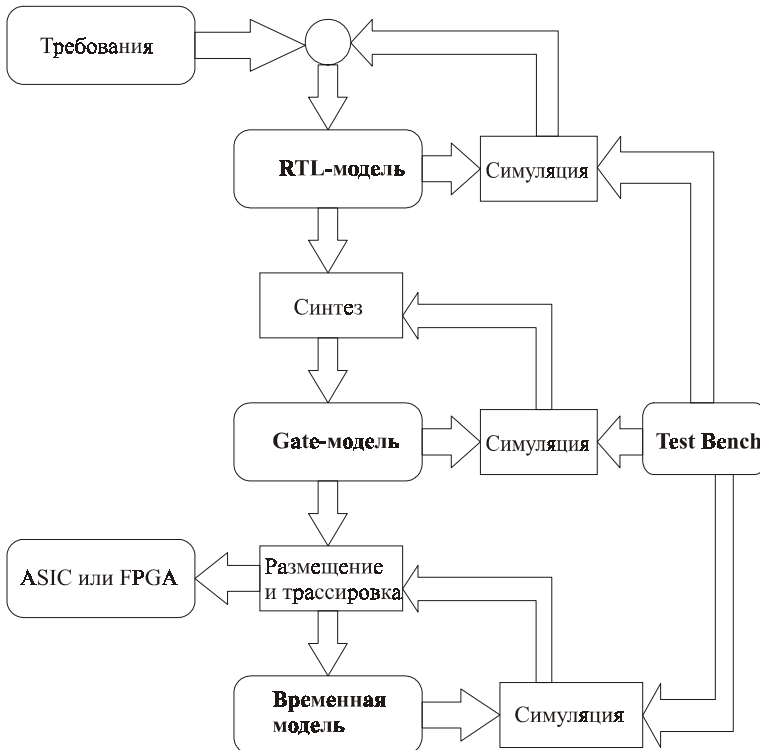 Требования
RTL-модель
Симуляция
Синтез
Gate-модель
Симуляция
Test Bench
ASIC или FPGA
Размещение
и трассировка
Временная
модель
Симуляция